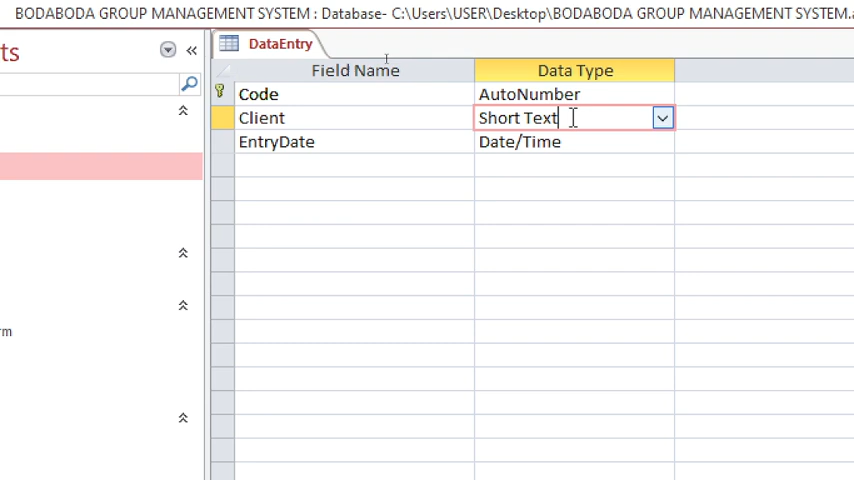 BODABODA GROUP MANAGEMENT SYSTEM : Database- C:\Users\USER\Desktop\BODABODA GROUP MANAGEMENT SYSTEM.a
ts
DataEntry
Field Name Data Type
Code AutoNumber
Client Short Text
EntryDate Date/Time
rm